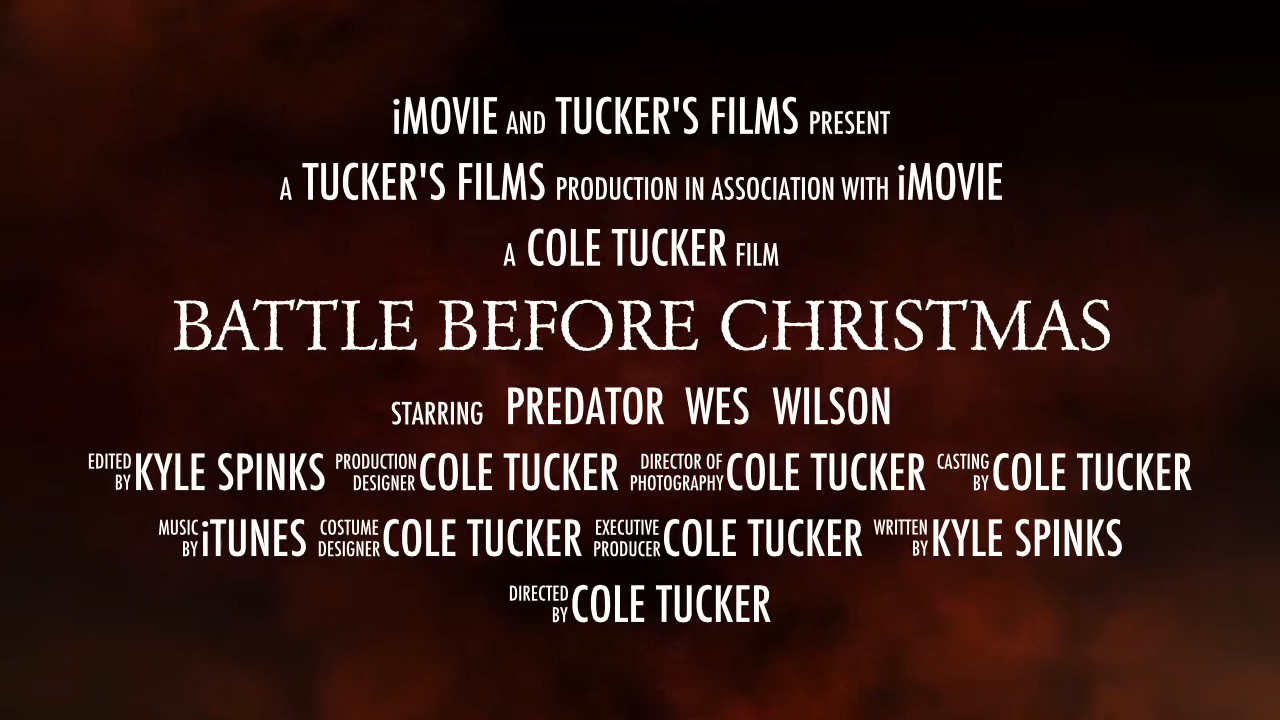 iMOVIE AND TUCKER'S FILMS PRESENT
A TUCKER'S FILMS PRODUCTION IN ASSOCIATION WITH iMOVIE
A COLE TUCKER FILM
BATTLE BEFORE CHRISTMAS
STARRING PREDATOR WES WILSON
EDITED BY KYLE SPINKS PRODUCTION DESIGNER COLE TUCKER DIRECTOR OF PHOTOGRAPHY COLE TUCKER CASTING BY COLE TUCKER
MUSIC BY iTUNES COSTUME DESIGNER COLE TUCKER EXECUTIVE PRODUCER COLE TUCKER WRITTEN BY KYLE SPINKS
DIRECTED BY COLE TUCKER